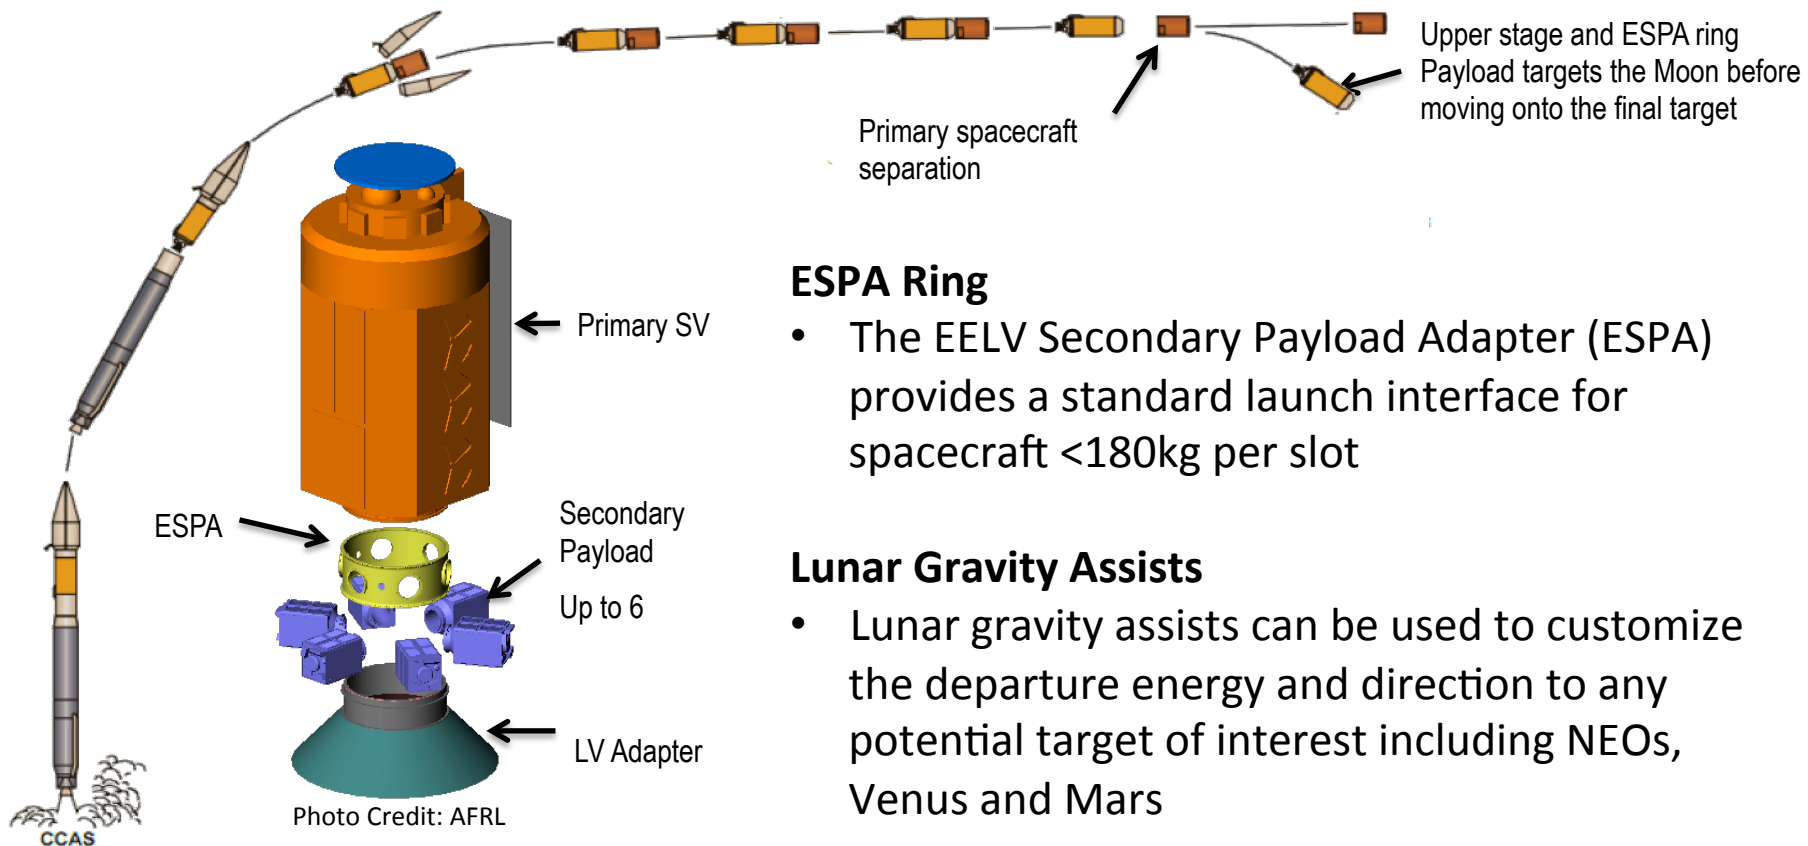 Upper stage and ESPA ring
Payload targets the Moon before
moving onto the final target
Primary spacecraft
separation
Primary SV
ESPA
Secondary
Payload
Up to 6
LV Adapter
Photo Credit: AFRL
CCAS
ESPA Ring
• The EELV Secondary Payload Adapter (ESPA)
provides a standard launch interface for
spacecraft <180kg per slot
Lunar Gravity Assists
• Lunar gravity assists can be used to customize
the departure energy and direction to any
potential target of interest including NEOs,
Venus and Mars